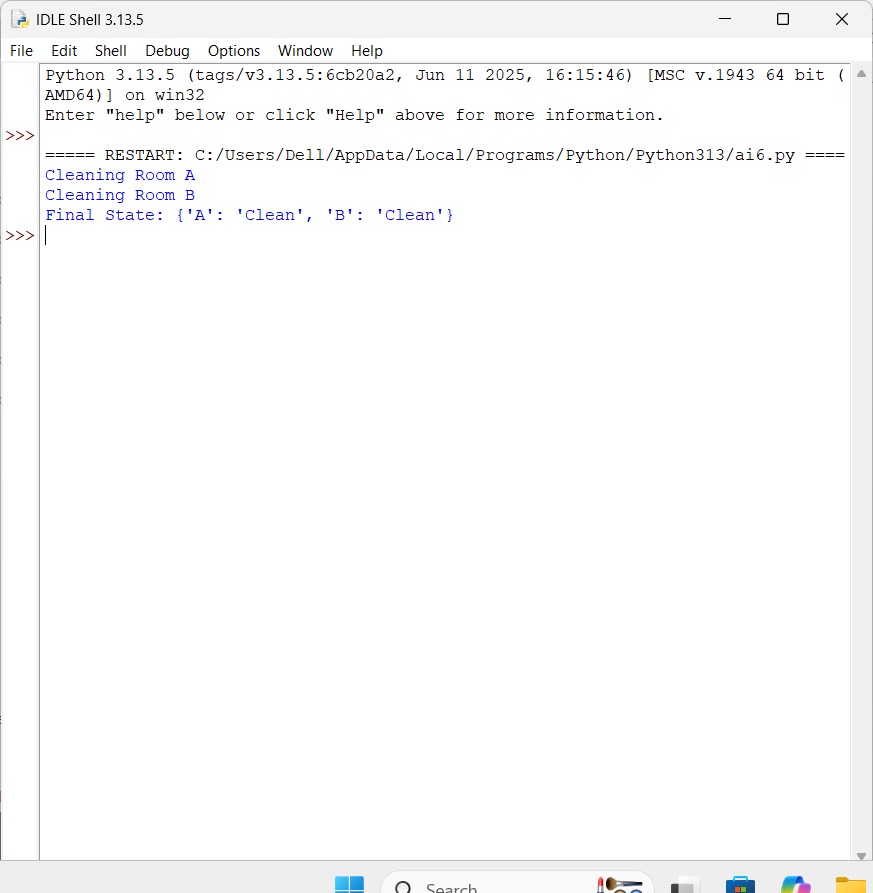 IDLE Shell 3.13.5
File Edit Shell Debug Options Window Help
Python 3.13.5 (tags/v3.13.5:6cb20a2, Jun 11 2025, 16:15:46) [MSC v.1943 64 bit (
AMD64)] on win32
Enter "help" below or click "Help" above for more information.
>>>
===== RESTART: C:/Users/Dell/AppData/Local/Programs/Python/Python313/ai6.py ====
Cleaning Room A
Cleaning Room B
Final State: {'A': 'Clean', 'B': 'Clean'}
>>>
Search